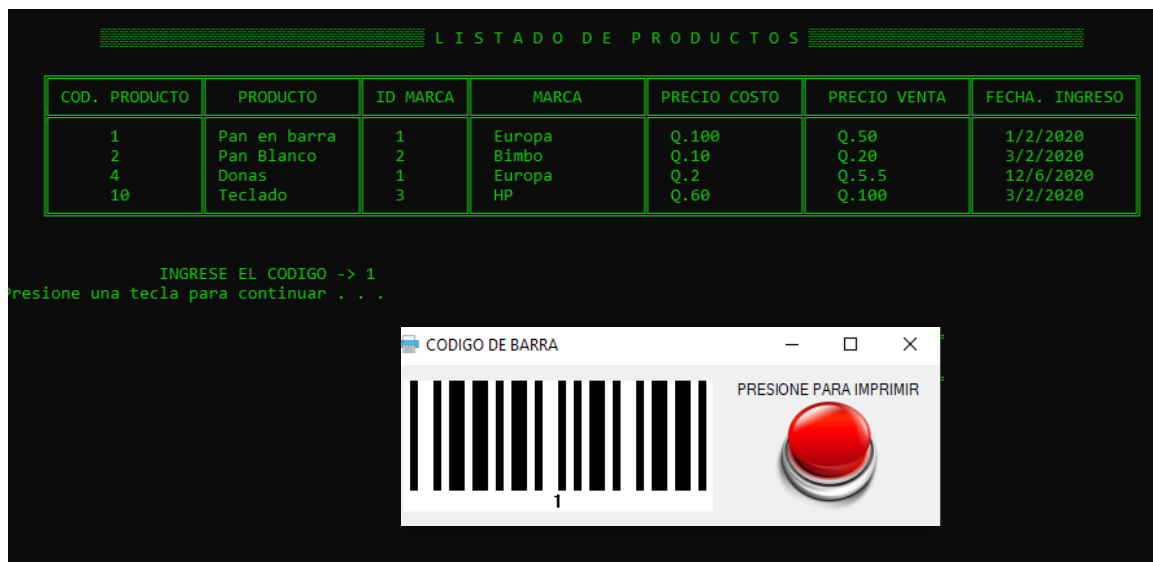 L I S T A D O D E P R O D U C T O S
COD. PRODUCTO PRODUCTO ID MARCA MARCA PRECIO COSTO PRECIO VENTA FECHA. INGRESO
1 Pan en barra 1 Europa Q.100 Q.50 1/2/2020
2 Pan Blanco 2 Bimbo Q.10 Q.20 3/2/2020
4 Donas 1 Europa Q.2 Q.5.5 12/6/2020
10 Teclado 3 HP Q.60 Q.100 3/2/2020
INGRESE EL CODIGO -> 1
Presione una tecla para continuar . . .
CODIGO DE BARRA
PRESIONE PARA IMPRIMIR
1